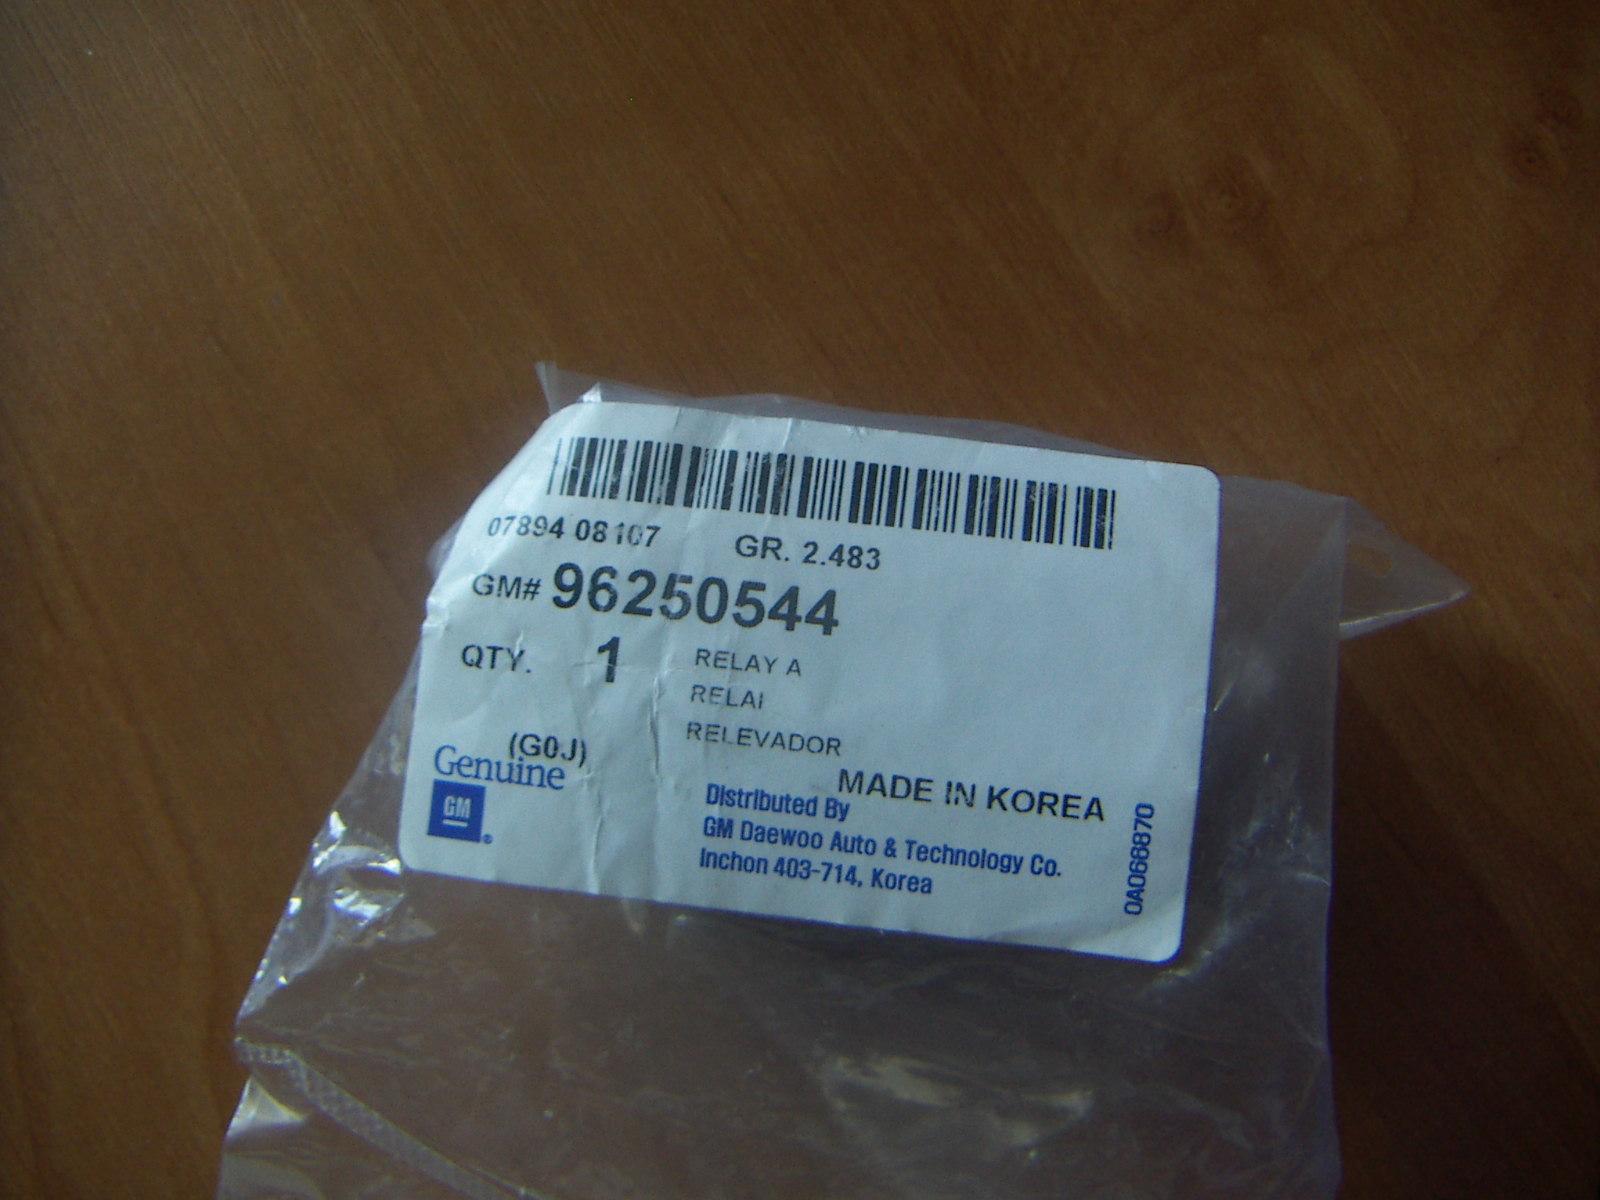 07894 08107 GR. 2.483
GM# 96250544
QTY. 1 RELAY A
RELAI
RELEVADOR
(G0J)
Genuine
GM
®
MADE IN KOREA
Distributed By
GM Daewoo Auto & Technology Co.
Inchon 403-714, Korea
0A066870